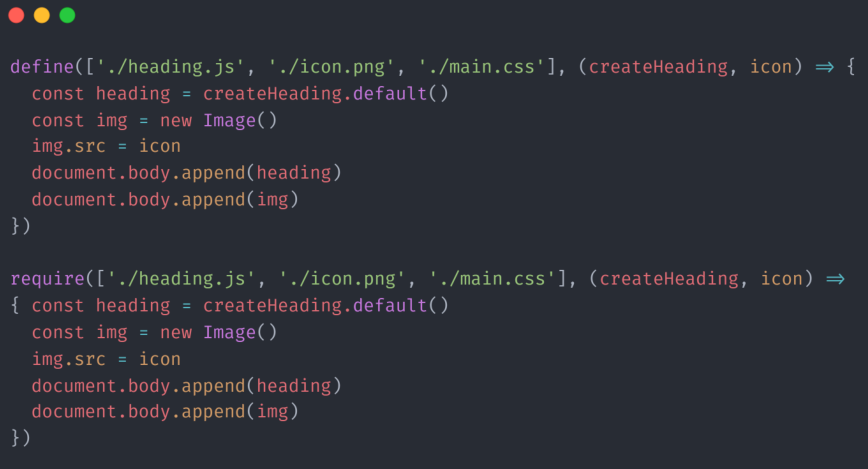 define(['./heading.js', './icon.png', './main.css'], (createHeading, icon) => {
  const heading = createHeading.default()
  const img = new Image()
  img.src = icon
  document.body.append(heading)
  document.body.append(img)
})

require(['./heading.js', './icon.png', './main.css'], (createHeading, icon) =>
{ const heading = createHeading.default()
  const img = new Image()
  img.src = icon
  document.body.append(heading)
  document.body.append(img)
})